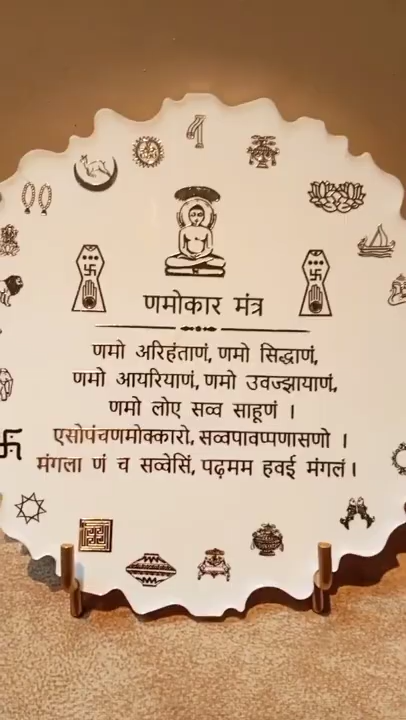 णमोकार मंत्र
णमो अरिहंताणं, णमो सिद्धाणं,
णमो आयरियाणं, णमो उवज्झायाणं,
णमो लोए सव्व साहूणं ।
एसोपंचणमोक्कारो, सव्वपावप्पणासणो ।
मंगला णं च सव्वेसिं, पढ़मम हवई मंगलं।